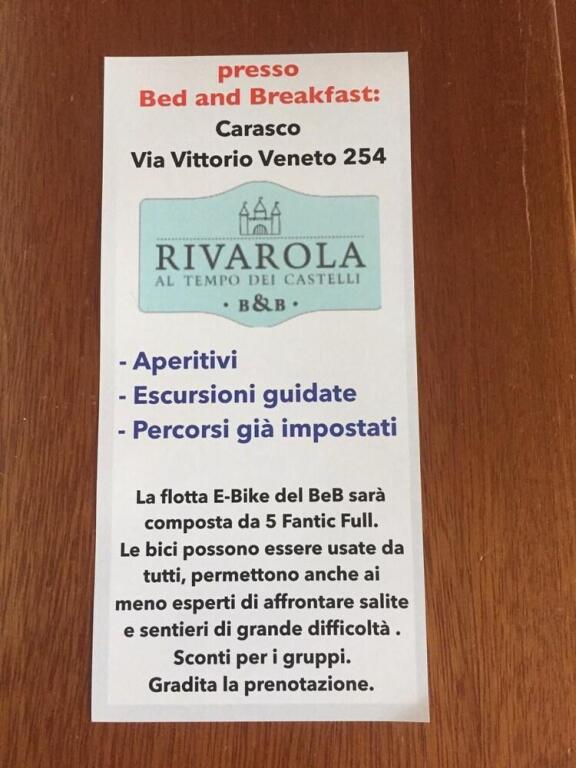 presso
Bed and Breakfast:
Carasco
Via Vittorio Veneto 254
RIVAROLA
AL TEMPO DEI CASTELLI
• B&B •
- Aperitivi
- Escursioni guidate
- Percorsi già impostati
La flotta E-Bike del BeB sarà
composta da 5 Fantic Full.
Le bici possono essere usate da
tutti, permettono anche ai
meno esperti di affrontare salite
e sentieri di grande difficoltà .
Sconti per i gruppi.
Gradita la prenotazione.